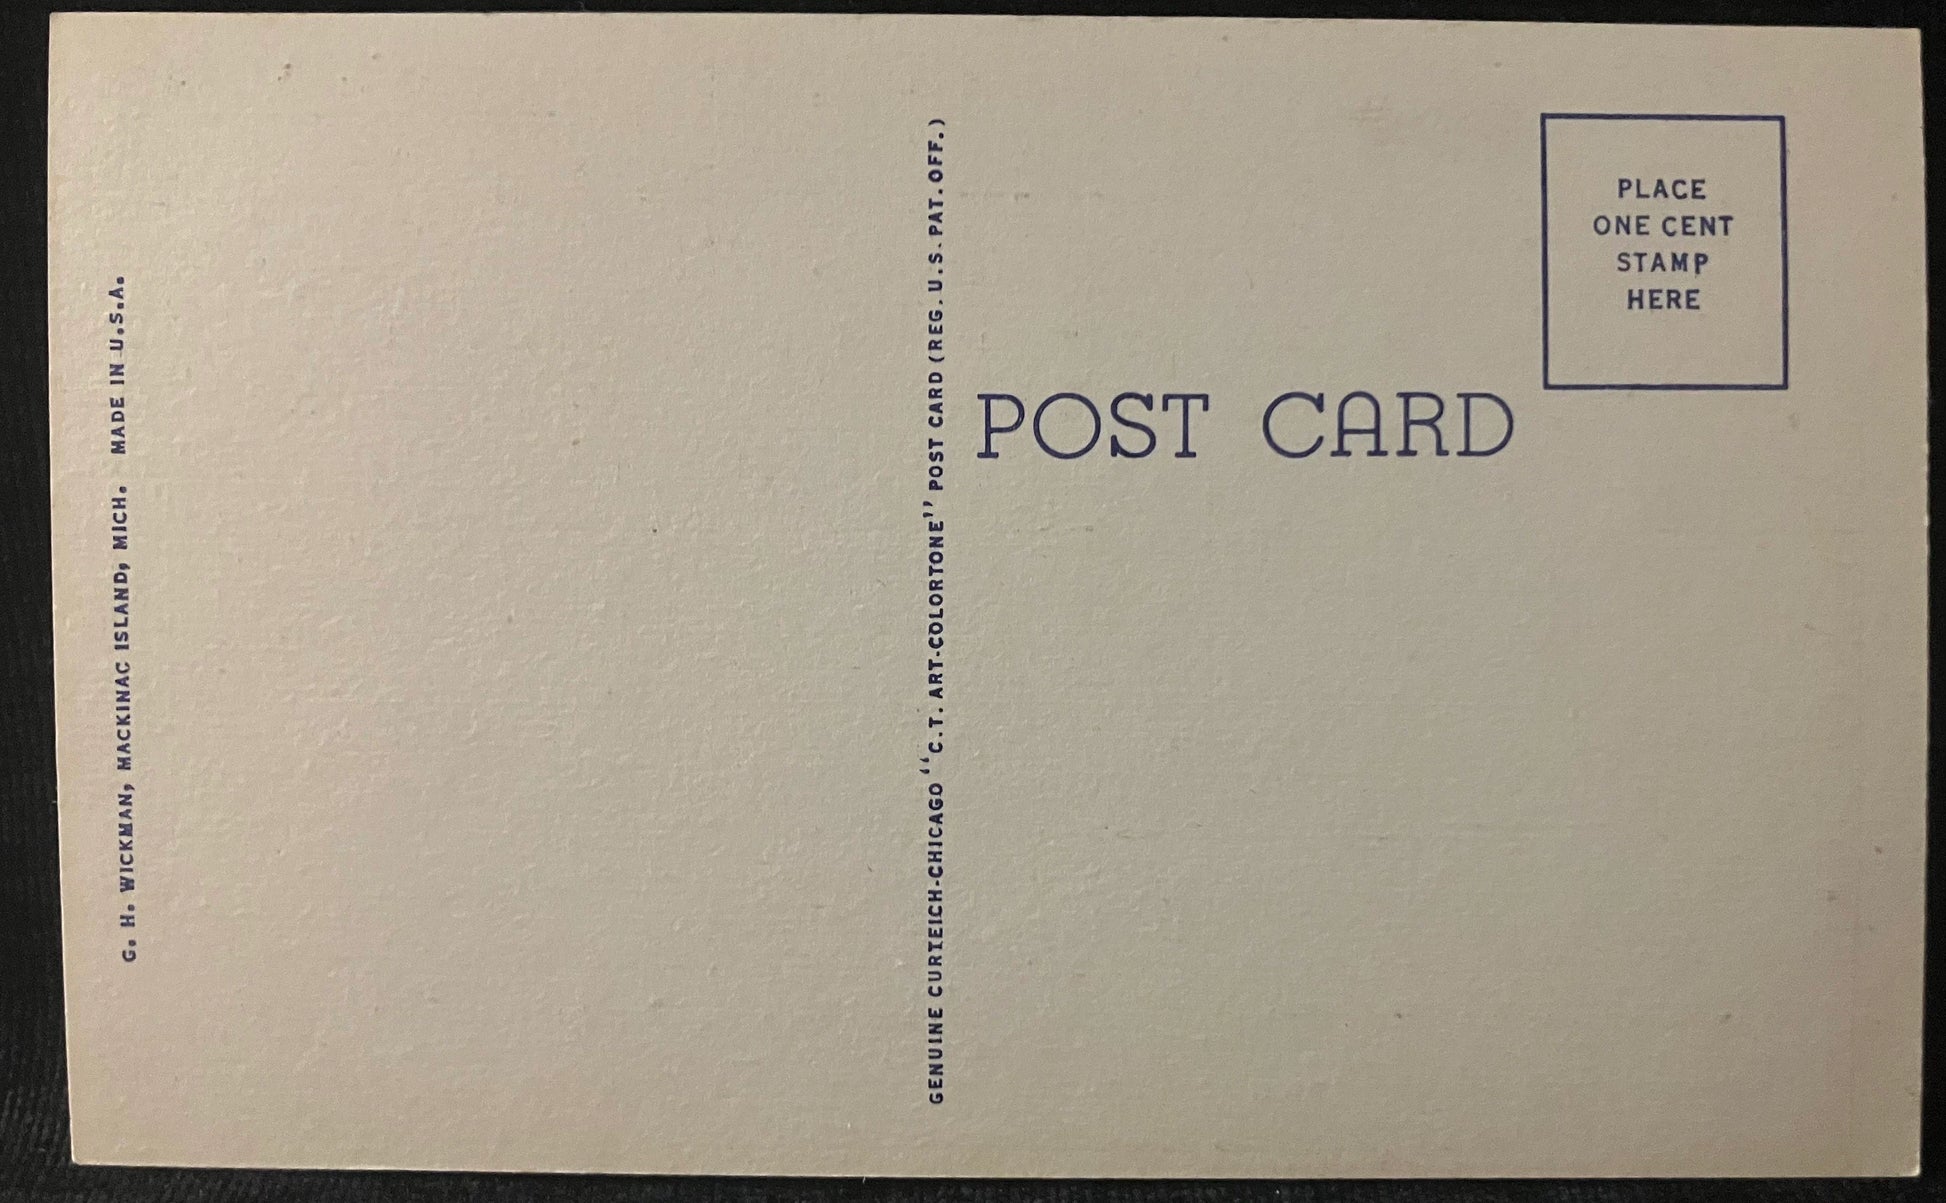 G. H. WICKMAN, MACKINAC ISLAND, MICH. MADE IN U.S.A.
GENUINE CURTEICH-CHICAGO "C.T. ART-COLORTONE" POST CARD (REG. U.S. PAT. OFF.)
POST CARD
PLACE
ONE CENT
STAMP
HERE